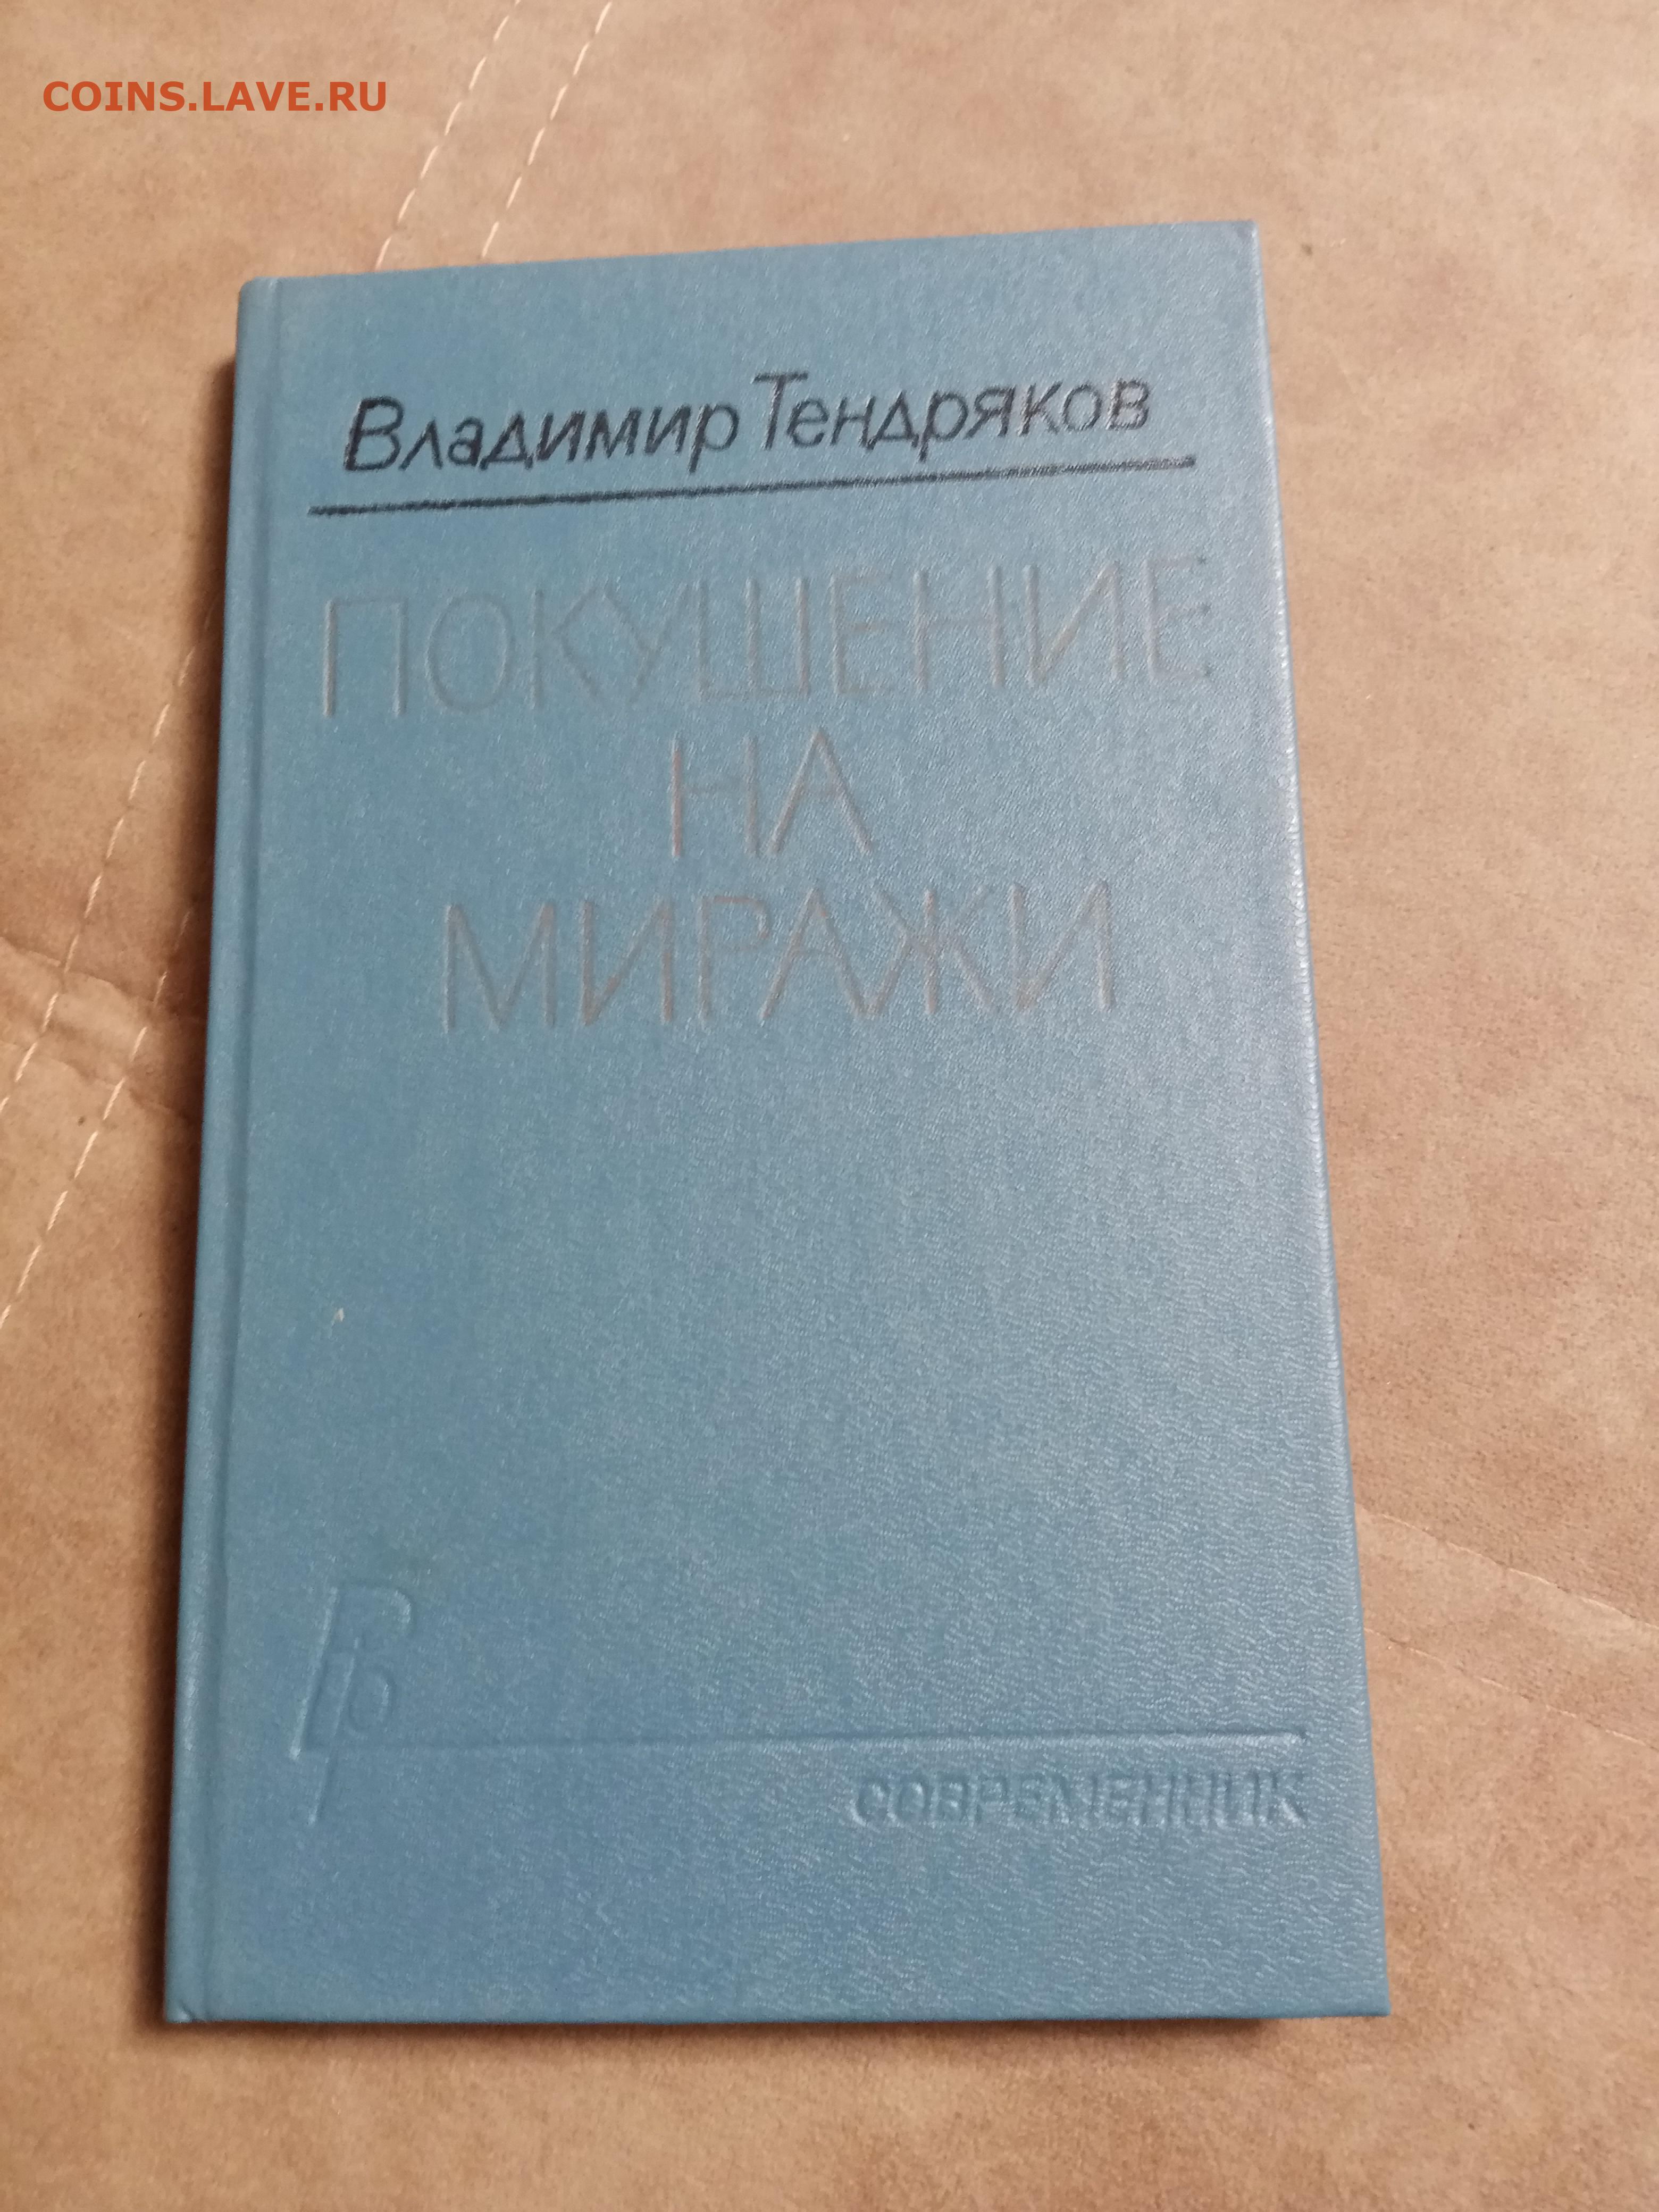 COINS.LAVE.RU
Владимир Тендряков
ПОКУШЕНИЕ
НА
МИРАЖИ
СОВРЕМЕННИК